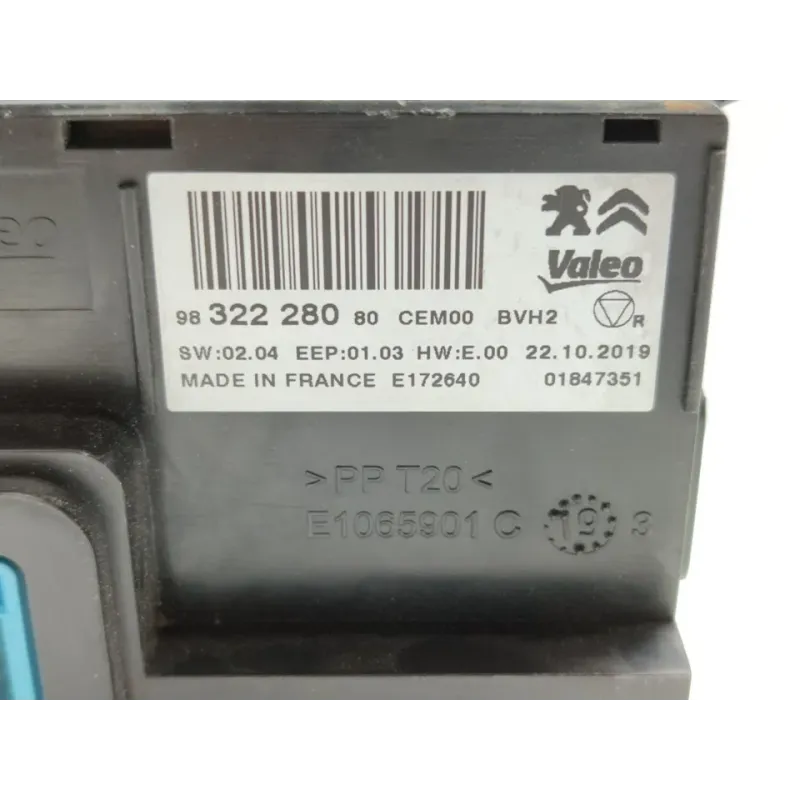 Valeo
98 322 280 80 CEM00 BVH2 R
SW:02.04 EEP:01.03 HW:E.00 22.10.2019
MADE IN FRANCE E172640 01847351
>PP T20<
E1065901 C 19 3